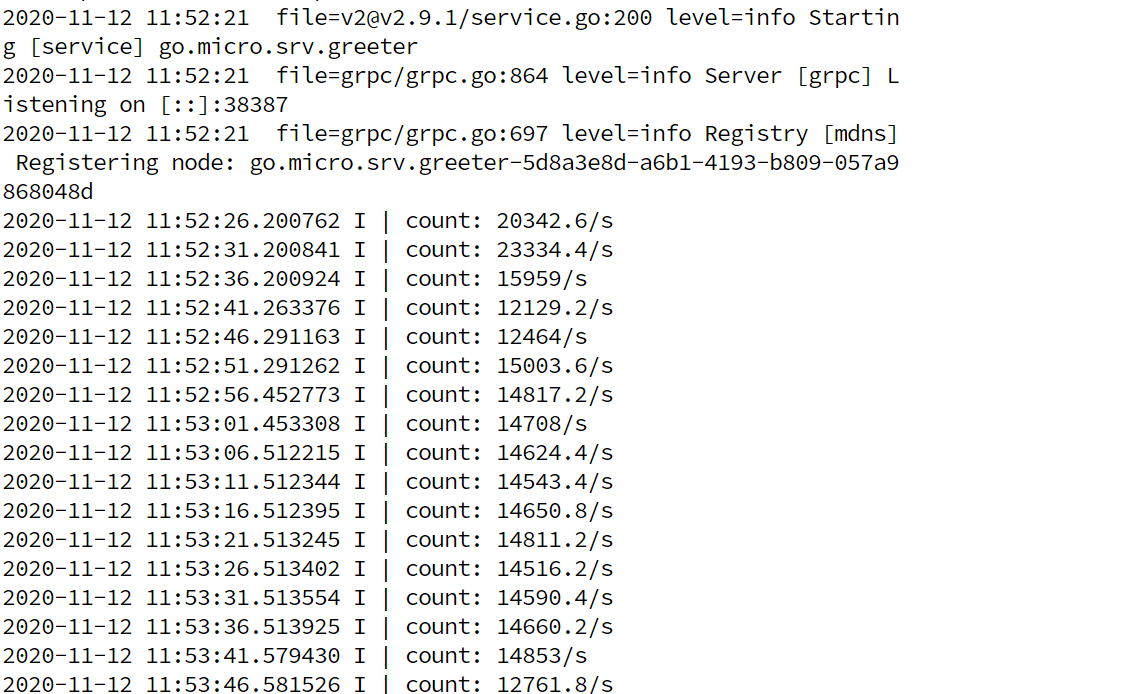 2020-11-12 11:52:21  file=v2@v2.9.1/service.go:200 level=info Startin
g [service] go.micro.srv.greeter
2020-11-12 11:52:21  file=grpc/grpc.go:864 level=info Server [grpc] L
istening on [::]:38387
2020-11-12 11:52:21  file=grpc/grpc.go:697 level=info Registry [mdns]
 Registering node: go.micro.srv.greeter-5d8a3e8d-a6b1-4193-b809-057a9
868048d
2020-11-12 11:52:26.200762 I | count: 20342.6/s
2020-11-12 11:52:31.200841 I | count: 23334.4/s
2020-11-12 11:52:36.200924 I | count: 15959/s
2020-11-12 11:52:41.263376 I | count: 12129.2/s
2020-11-12 11:52:46.291163 I | count: 12464/s
2020-11-12 11:52:51.291262 I | count: 15003.6/s
2020-11-12 11:52:56.452773 I | count: 14817.2/s
2020-11-12 11:53:01.453308 I | count: 14708/s
2020-11-12 11:53:06.512215 I | count: 14624.4/s
2020-11-12 11:53:11.512344 I | count: 14543.4/s
2020-11-12 11:53:16.512395 I | count: 14650.8/s
2020-11-12 11:53:21.513245 I | count: 14811.2/s
2020-11-12 11:53:26.513402 I | count: 14516.2/s
2020-11-12 11:53:31.513554 I | count: 14590.4/s
2020-11-12 11:53:36.513925 I | count: 14660.2/s
2020-11-12 11:53:41.579430 I | count: 14853/s
2020-11-12 11:53:46.581526 I | count: 12761.8/s